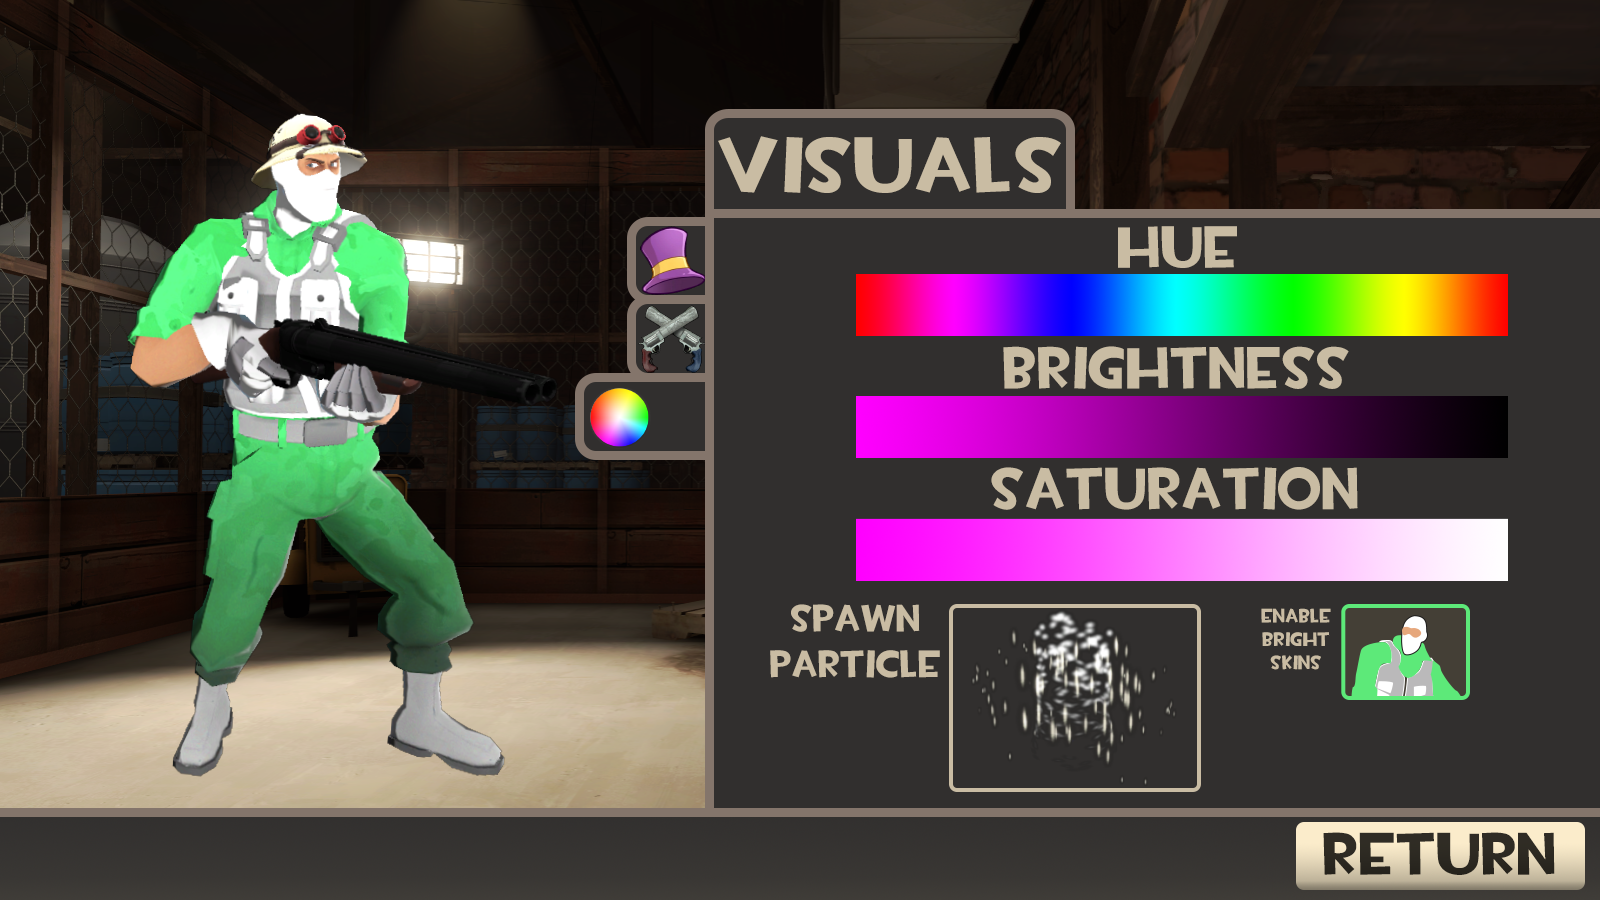 VISUALS
HUE
BRIGHTNESS
SATURATION
SPAWN
PARTICLE
ENABLE
BRIGHT
SKINS
RETURN